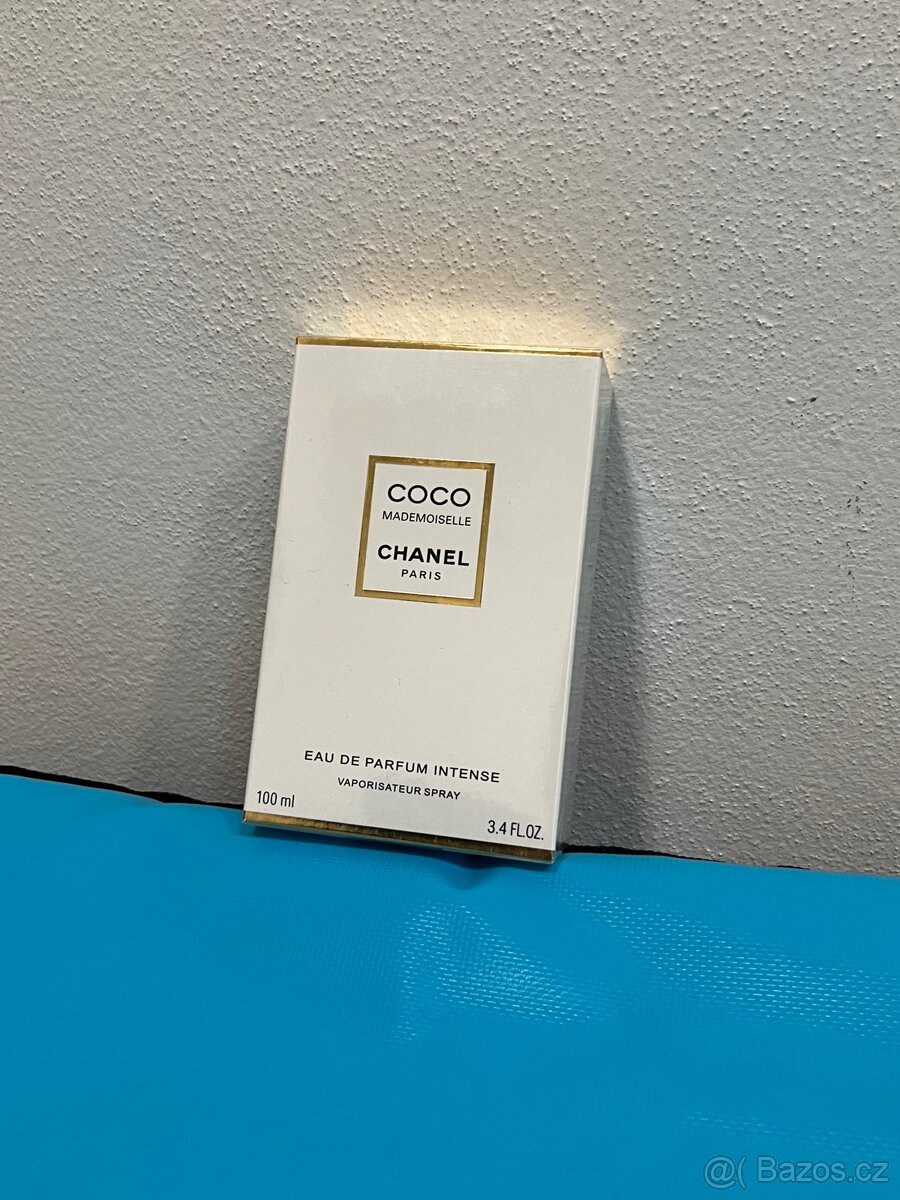 COCO
MADEMOISELLE
CHANEL
PARIS
EAU DE PARFUM INTENSE
VAPORISATEUR SPRAY
100 ml
3.4 FL.OZ.
@( Bazos.cz